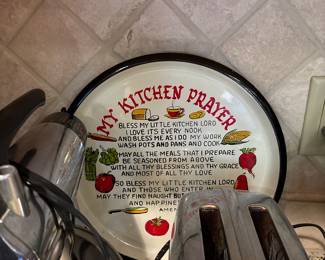 MY KITCHEN PRAYER
BLESS MY LITTLE KITCHEN LORD
I LOVE ITS EVERY NOOK
AND BLESS ME AS I DO MY WORK
WASH POTS AND PANS AND COOK
MAY ALL THE MEALS THAT I PREPARE
BE SEASONED FROM ABOVE
WITH ALL THY BLESSINGS AND THY GRACE
AND MOST OF ALL THY LOVE
SO BLESS MY LITTLE KITCHEN LORD
AND THOSE WHO ENTER IN
MAY THEY FIND NAUGHT BUT
AND HAPPINESS
AMEN